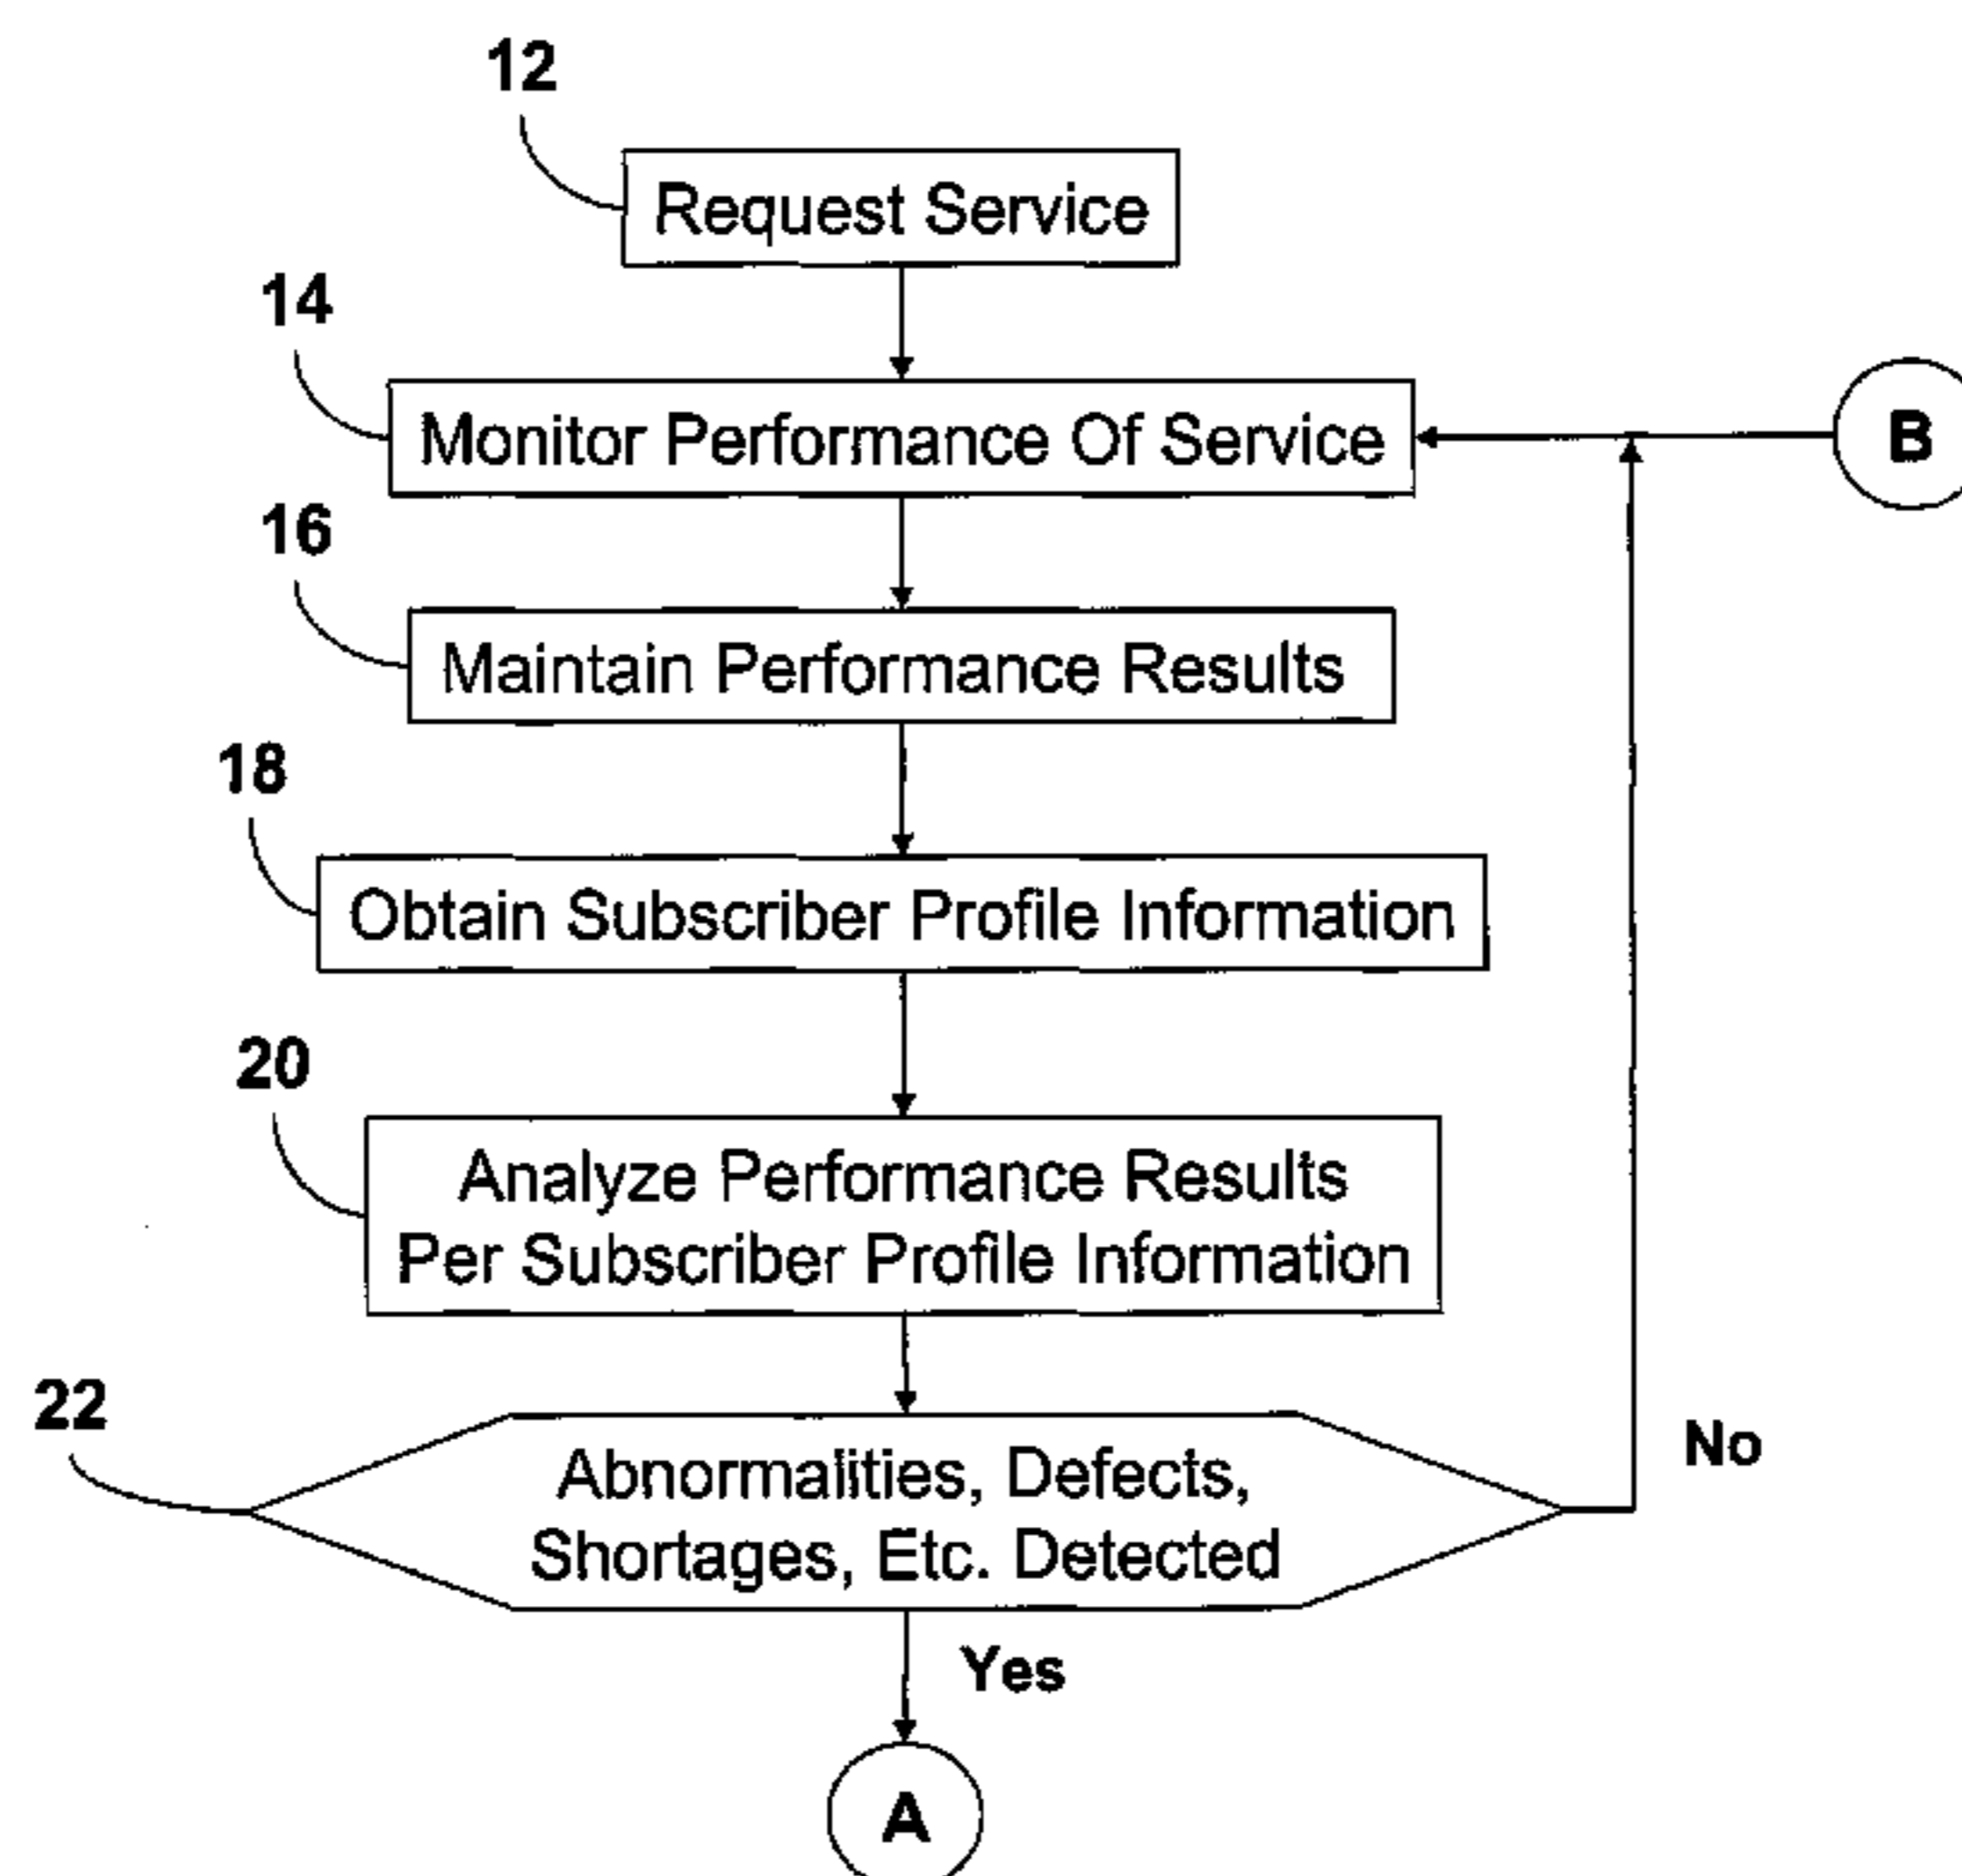 12
Request Service
14
Monitor Performance Of Service
B
16
Maintain Performance Results
18
Obtain Subscriber Profile Information
20
Analyze Performance Results
Per Subscriber Profile Information
22
Abnormalities, Defects,
Shortages, Etc. Detected
No
Yes
A